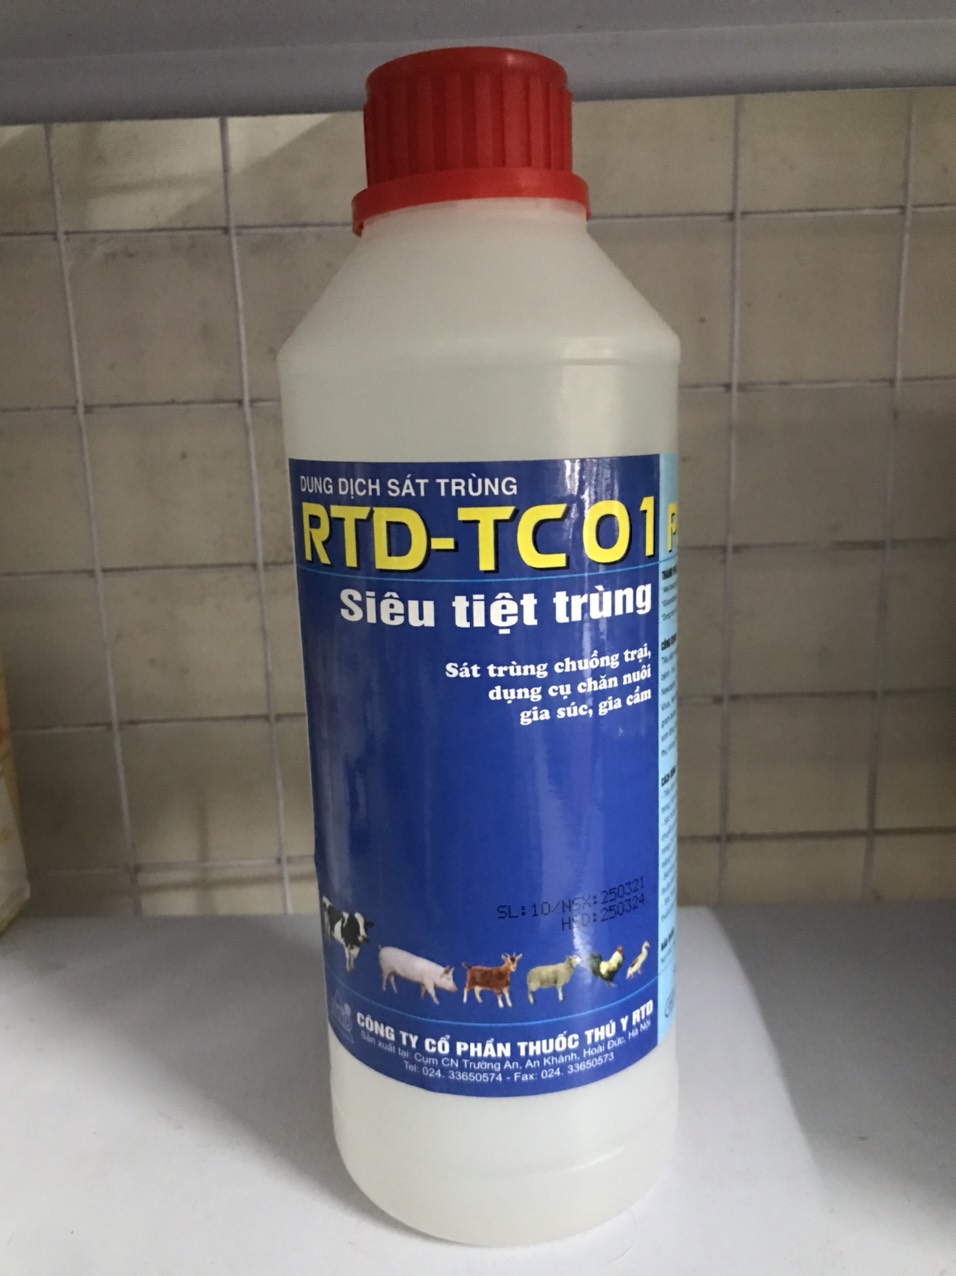 DUNG DỊCH SÁT TRÙNG
RTD-TC 01
Siêu tiệt trùng
Sát trùng chuồng trại,
dụng cụ chăn nuôi
gia súc, gia cầm
SL:10/NSX:250321
HSD:250324
CÔNG TY CỔ PHẦN THUỐC THÚ Y RTD
Sản xuất tại: Cụm CN Trường An, An Khánh, Hoài Đức, Hà Nội
Tel: 024. 33650574 - Fax: 024. 33650573